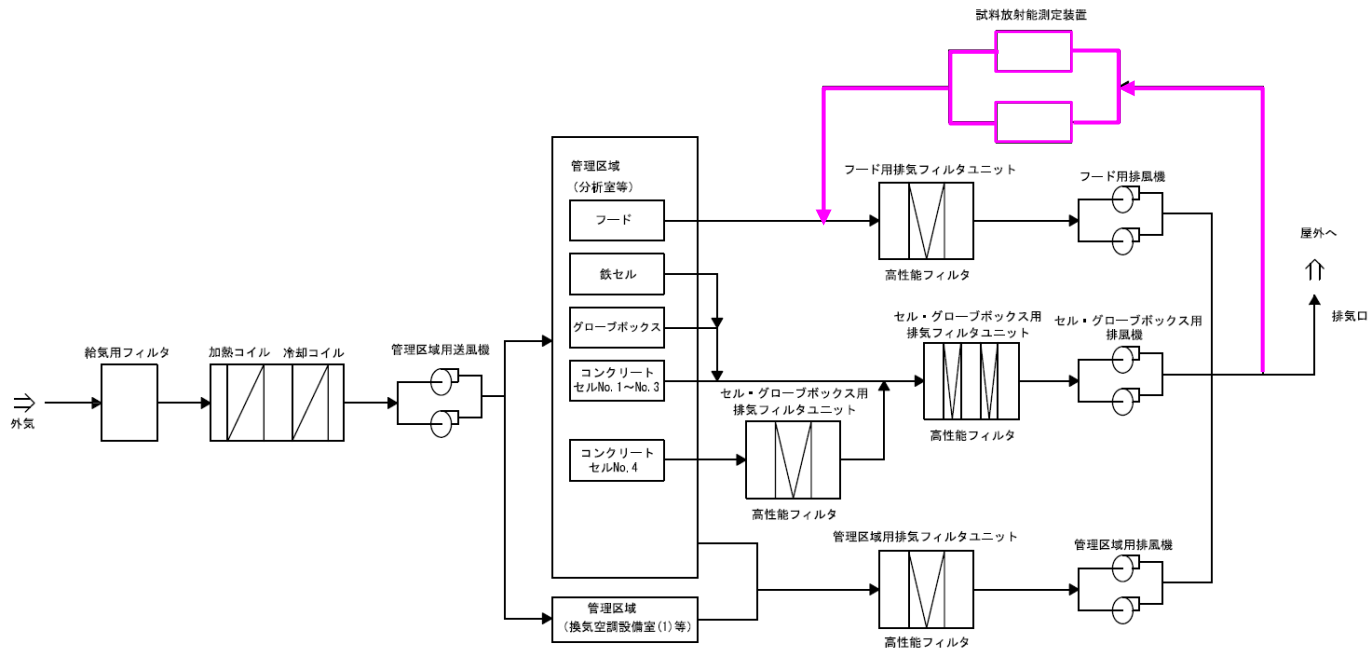 試料放射能測定装置
管理区域
(分析室等)
フード用排気フィルタユニット
フード用排風機
フード
屋外へ
鉄セル
高性能フィルタ
グローブボックス
セル・グローブボックス用
排気フィルタユニット
セル・グローブボックス用
排風機
排気口
給気用フィルタ
加熱コイル
冷却コイル
管理区域用送風機
コンクリート
セルNo.1～No.3
セル・グローブボックス用
排気フィルタユニット
外気
高性能フィルタ
コンクリート
セルNo.4
高性能フィルタ
管理区域用排気フィルタユニット
管理区域用排風機
管理区域
(換気空調設備室(1)等)
高性能フィルタ